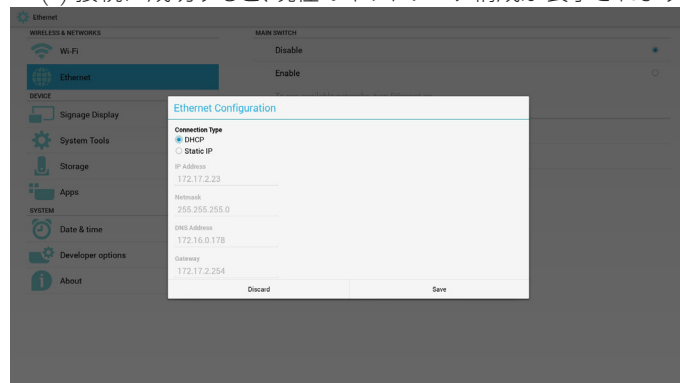 Ethernet
WIRELESS & NETWORKS
Wi-Fi
Ethernet
DEVICE
Signage Display
System Tools
Storage
Apps
SYSTEM
Date & time
Developer options
About
MAIN SWITCH
Disable
Enable
Ethernet Configuration
Connection Type
DHCP
Static IP
IP Address
172.17.2.23
Netmask
255.255.255.0
DNS Address
172.16.0.178
Gateway
172.17.2.254
Discard
Save